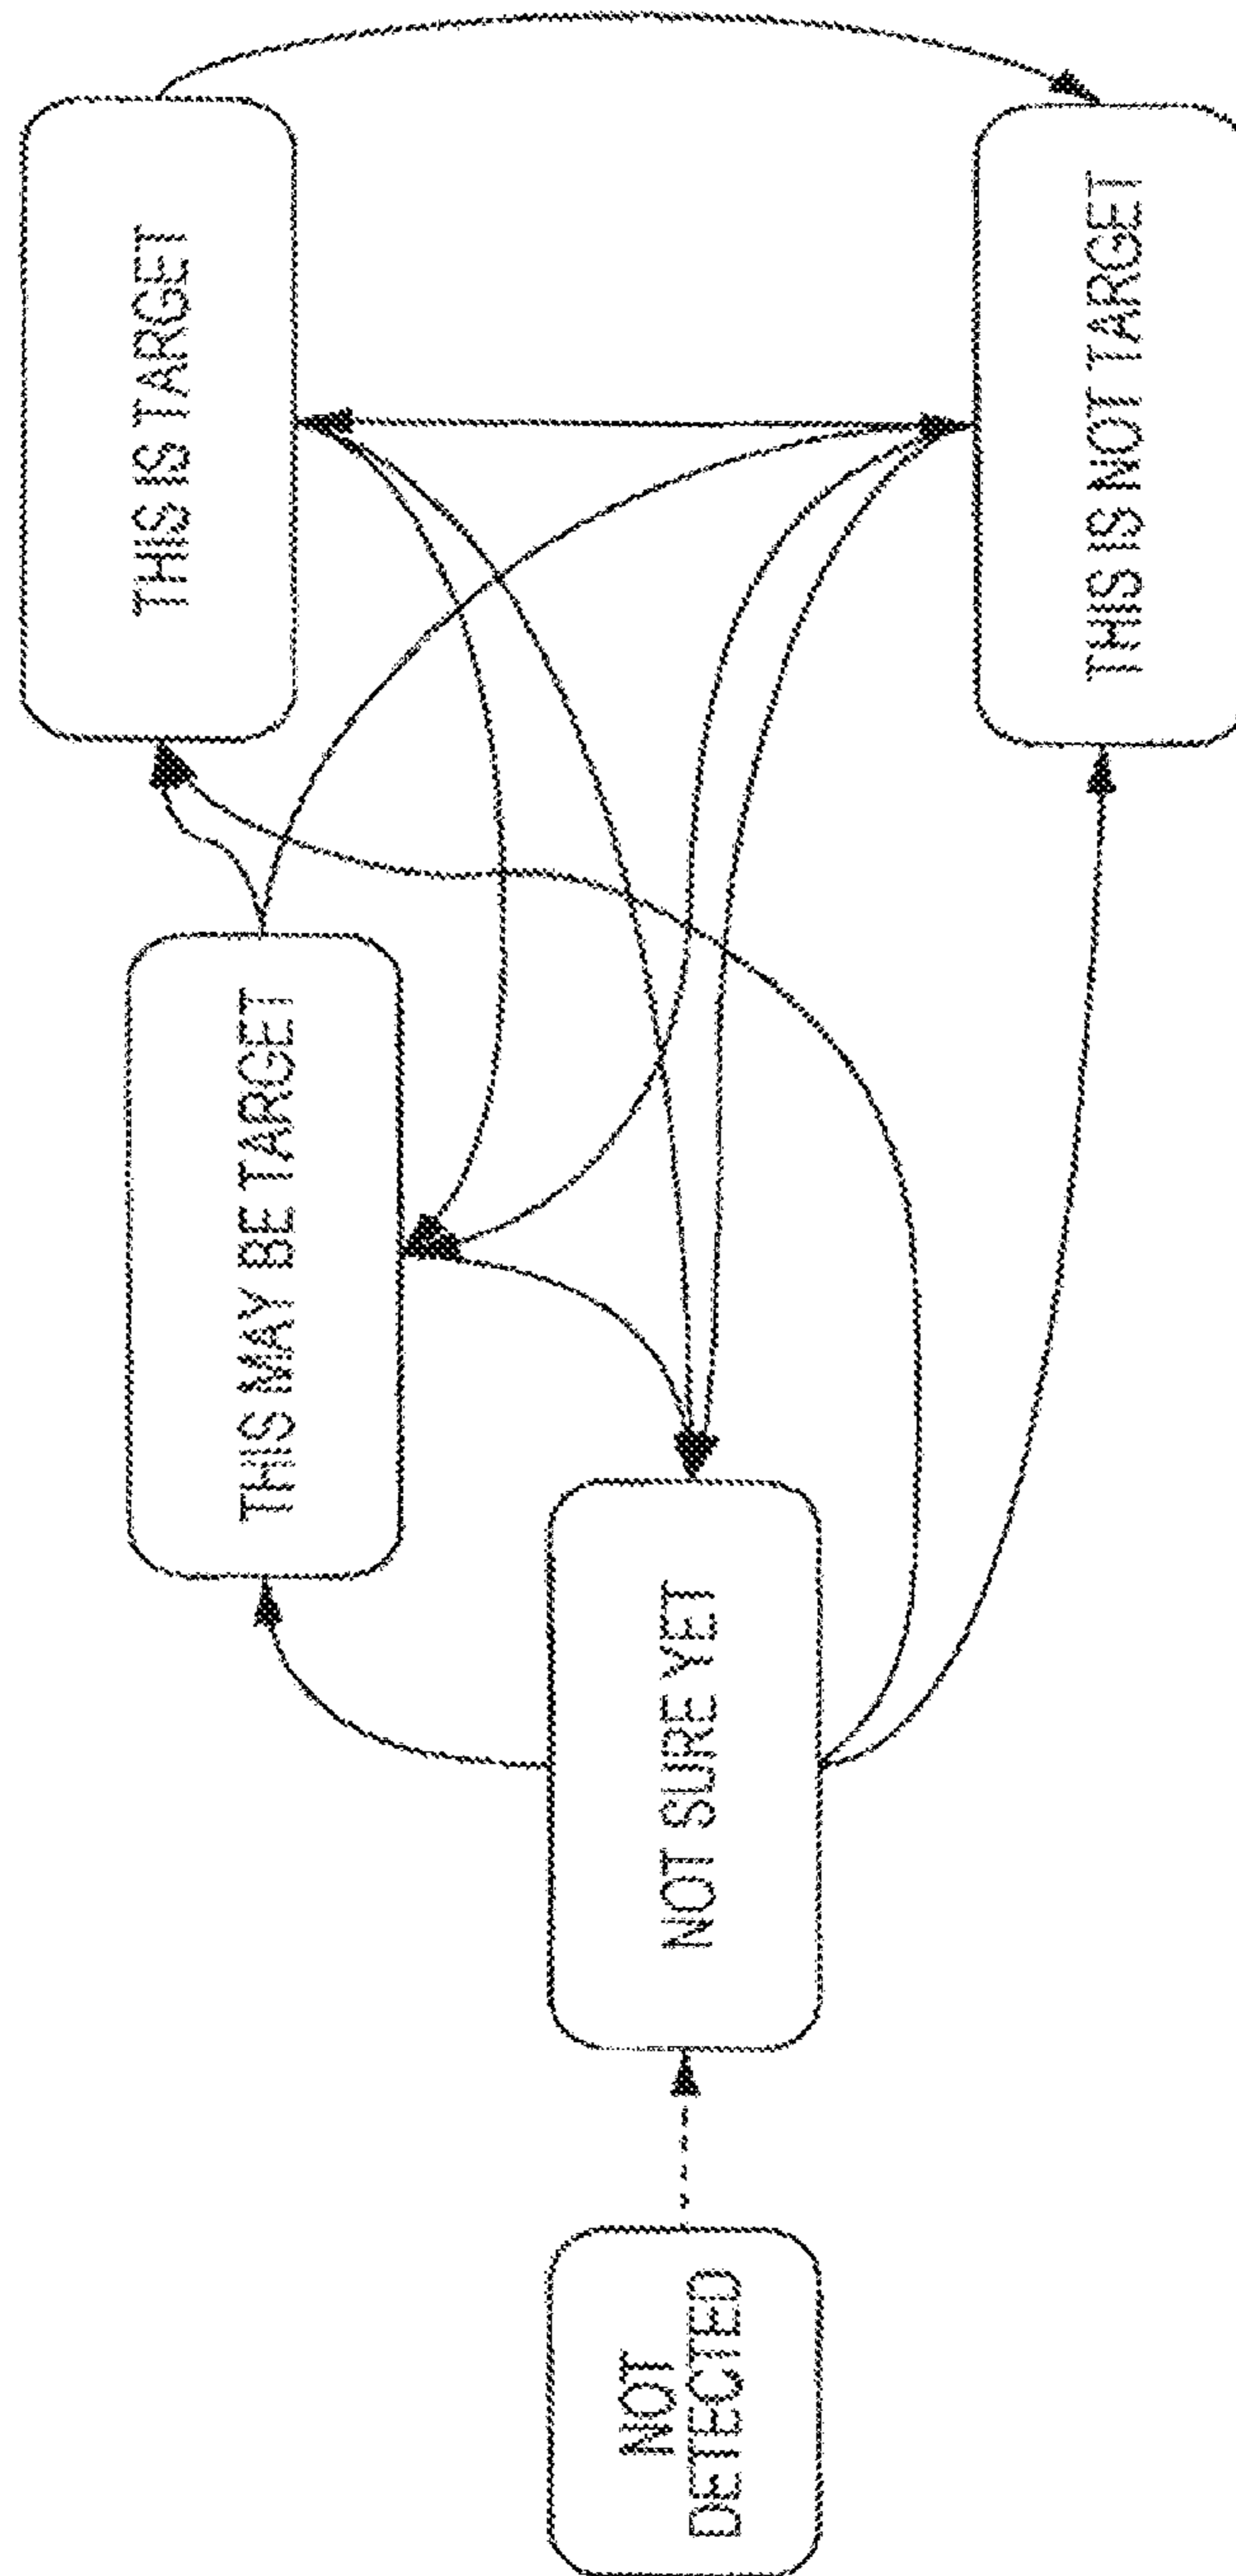 THIS IS TARGET
THIS MAY BE TARGET
NOT
DETECTED
NOT SURE YET
THIS IS NOT TARGET